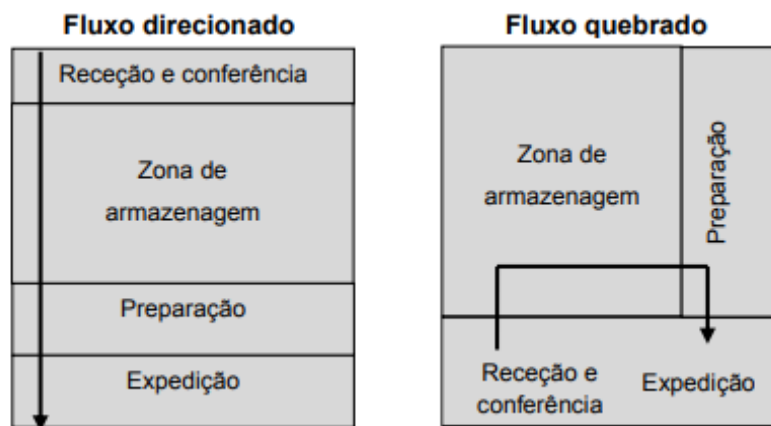 Fluxo direcionado
Receção e conferência
Zona de
armazenagem
Preparação
Expedição
Fluxo quebrado
Zona de
armazenagem
Preparação
Receção e
conferência
Expedição